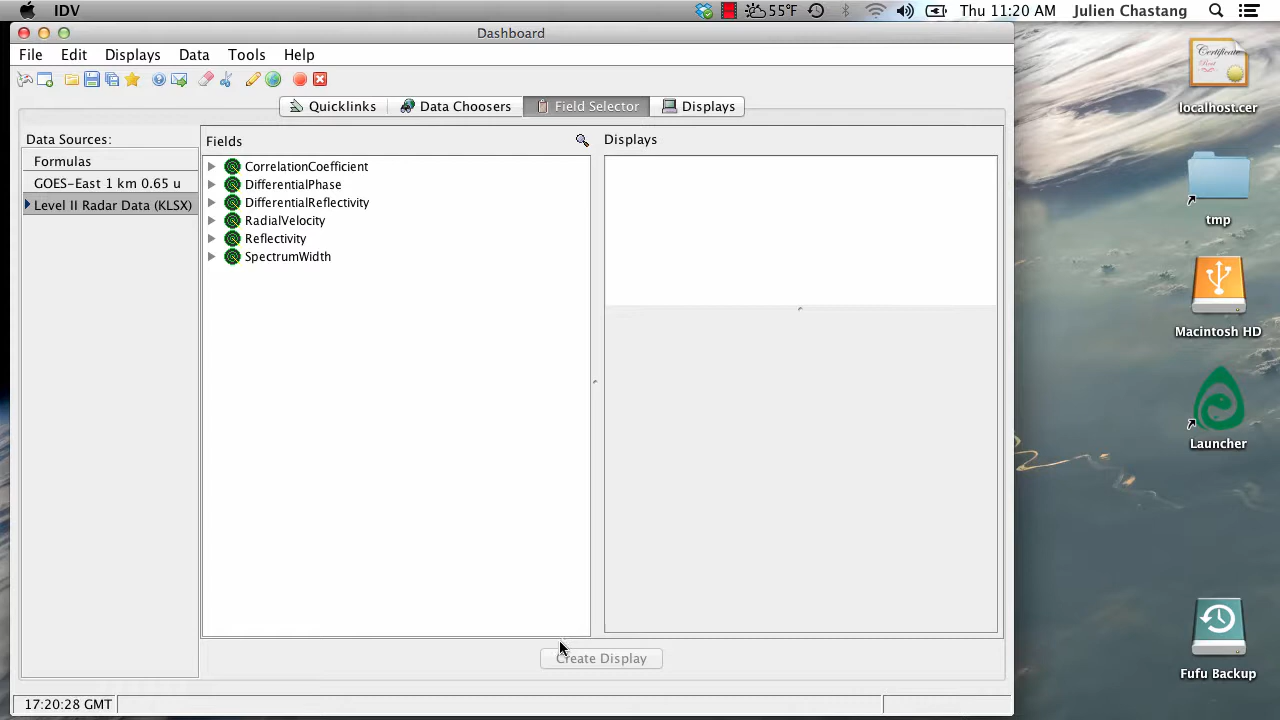 IDV
55°F
Thu 11:20 AM
Julien Chastang
Dashboard
File Edit Displays Data Tools Help
Quicklinks
Data Choosers
Field Selector
Displays
Data Sources:
Formulas
GOES-East 1 km 0.65 u
Level II Radar Data (KLSX)
Fields
CorrelationCoefficient
DifferentialPhase
DifferentialReflectivity
RadialVelocity
Reflectivity
SpectrumWidth
Displays
Create Display
17:20:28 GMT
Certificate
localhost.cer
tmp
Macintosh HD
Launcher
Fufu Backup